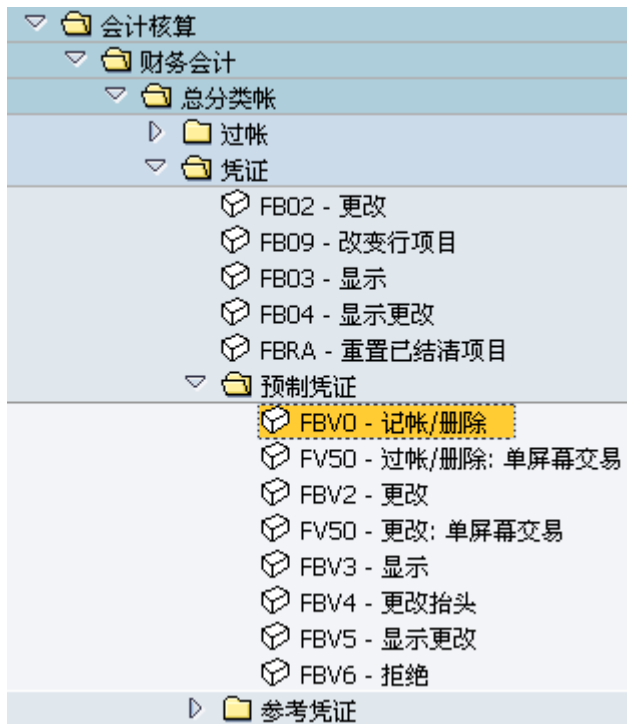 会计核算
财务会计
总分类帐
过帐
凭证
FB02 - 更改
FB09 - 改变行项目
FB03 - 显示
FB04 - 显示更改
FBRA - 重置已结清项目
预制凭证
FBV0 - 记帐/删除
FV50 - 过帐/删除: 单屏幕交易
FBV2 - 更改
FV50 - 更改: 单屏幕交易
FBV3 - 显示
FBV4 - 更改抬头
FBV5 - 显示更改
FBV6 - 拒绝
参考凭证